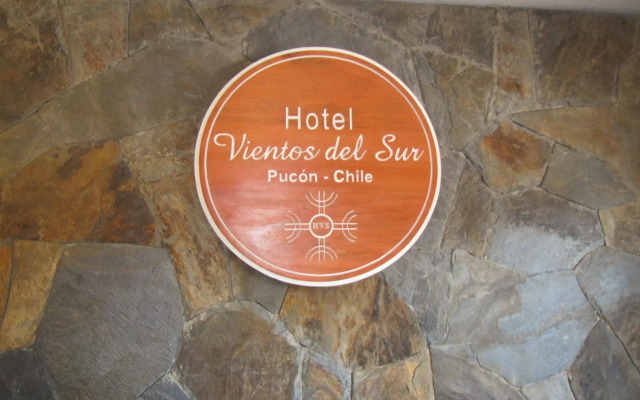 Hotel
Vientos del Sur
Pucón - Chile
HVS